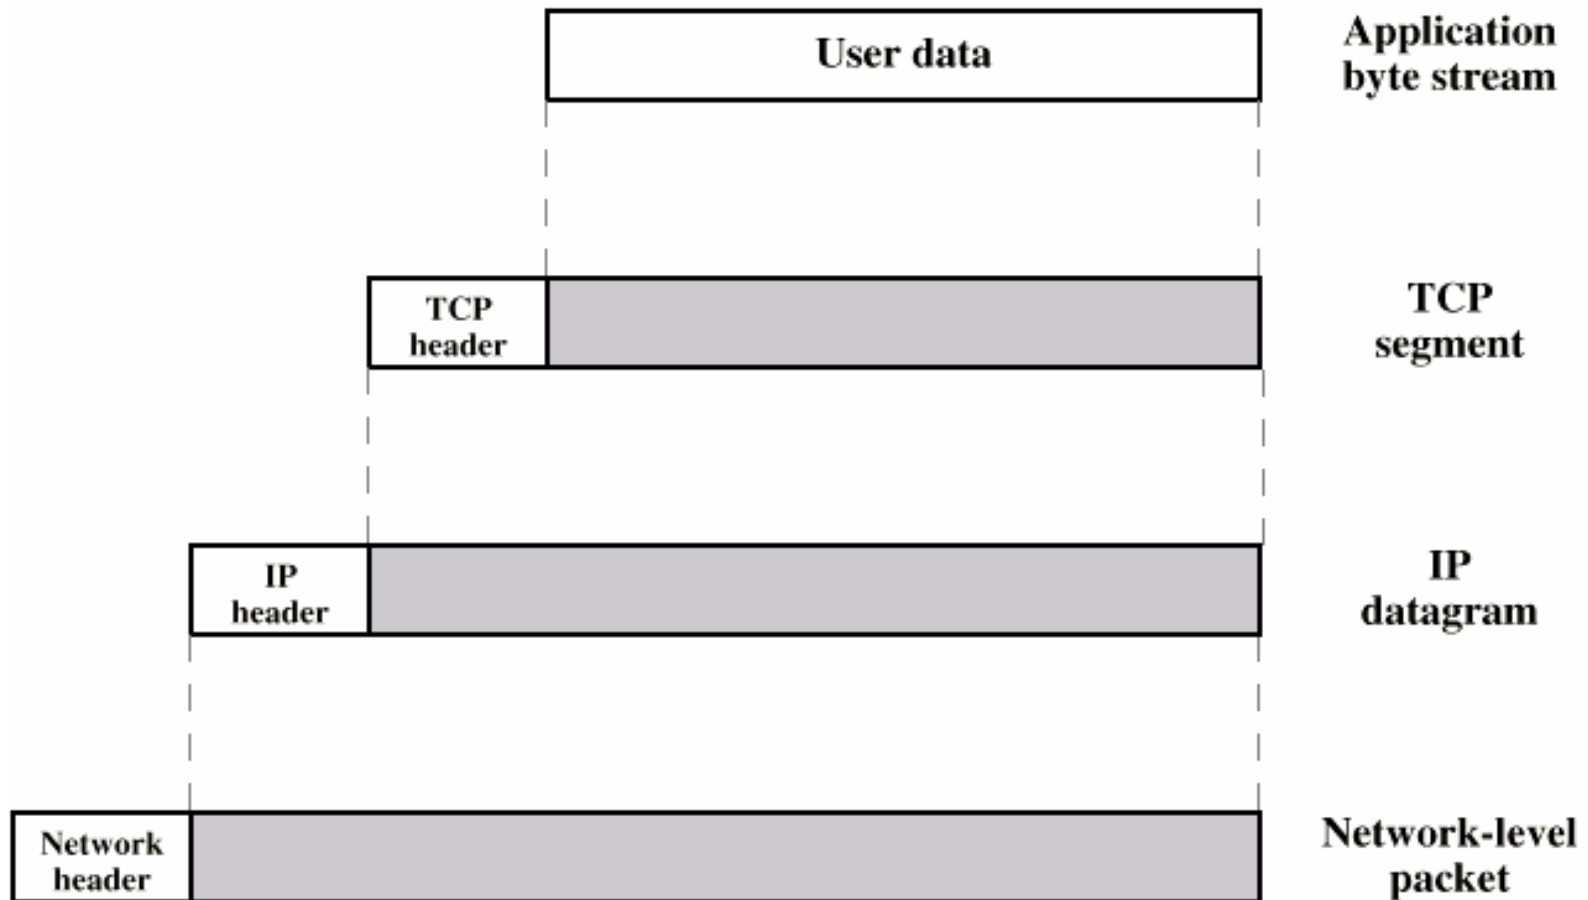 User data
Application
byte stream
TCP
header
TCP
segment
IP
header
IP
datagram
Network
header
Network-level
packet